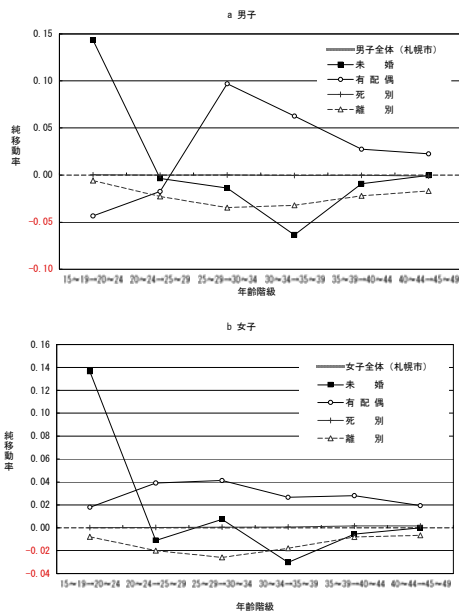 a 男子
0.15
0.10
0.05
0.00
-0.05
-0.10
純移動率
男子全体（札幌市）
未 婚
有 配 偶
死 別
離 別
15～19→20～24 20～24→25～29 25～29→30～34 30～34→35～39 35～39→40～44 40～44→45～49
年齢階級
b 女子
0.16
0.14
0.12
0.10
0.08
0.06
0.04
0.02
0.00
-0.02
-0.04
純移動率
女子全体（札幌市）
未 婚
有 配 偶
死 別
離 別
15～19→20～24 20～24→25～29 25～29→30～34 30～34→35～39 35～39→40～44 40～44→45～49
年齢階級